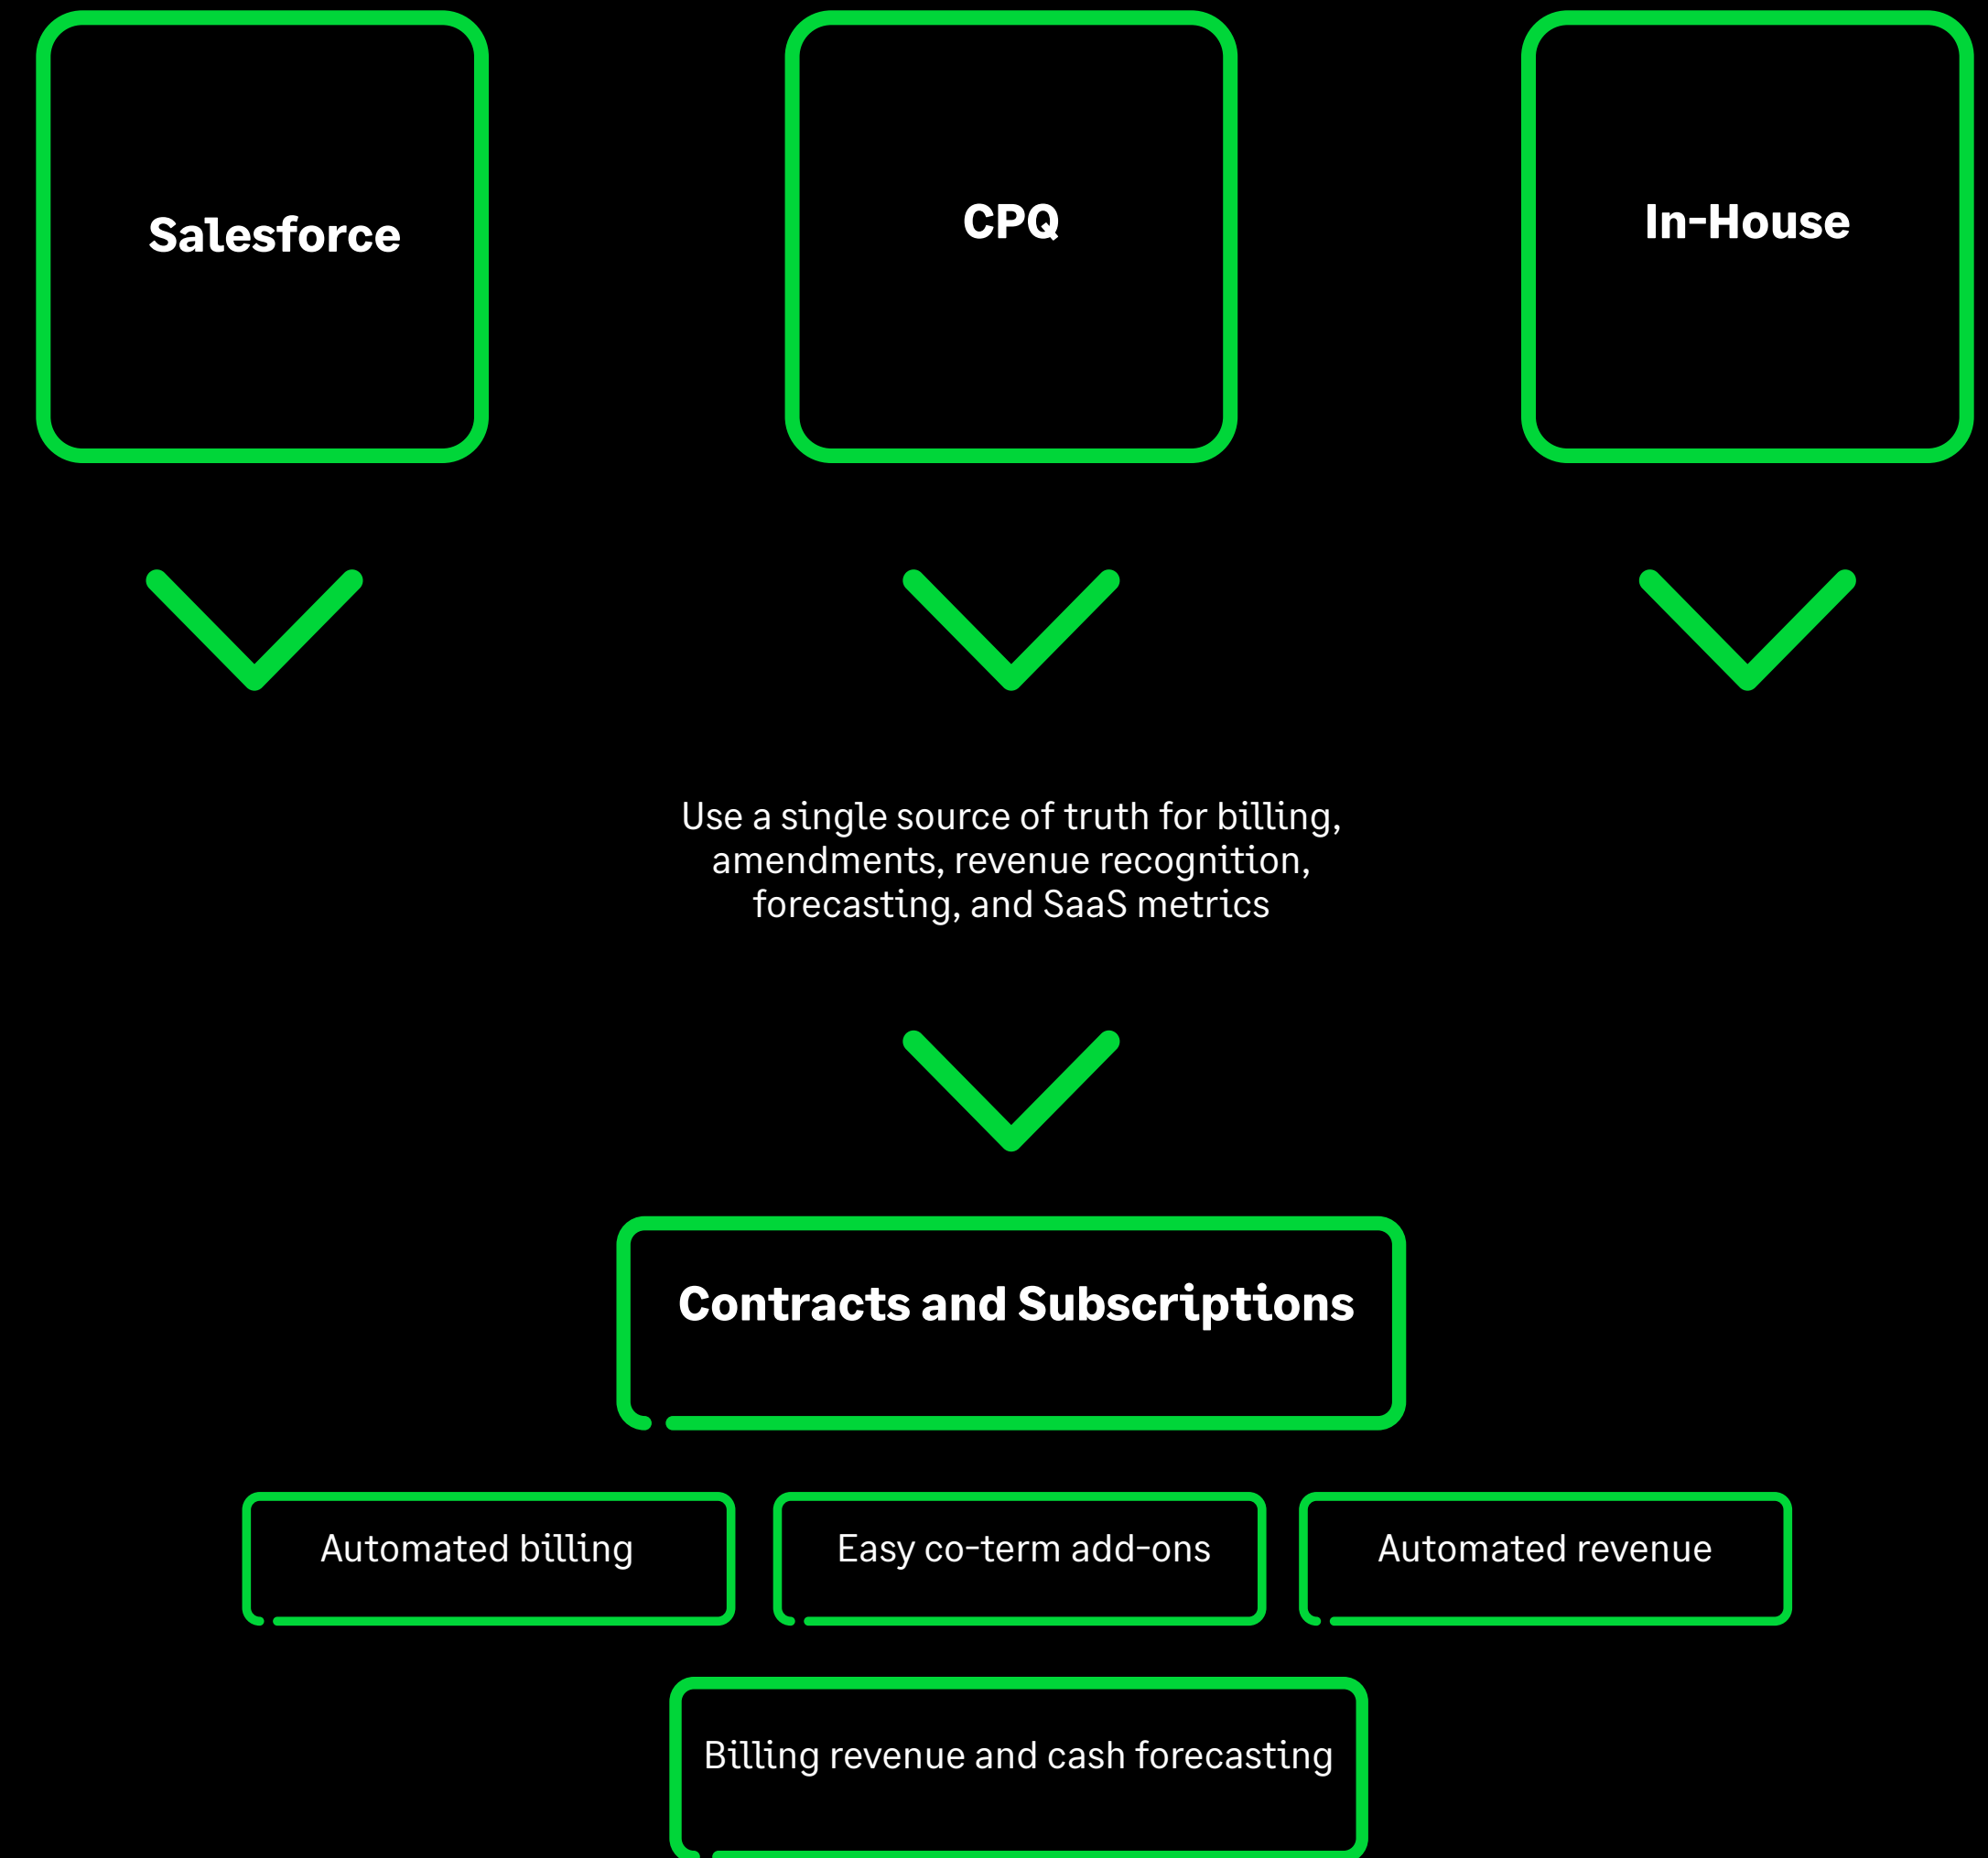 Salesforce
CPQ
In-House
Use a single source of truth for billing,
amendments, revenue recognition,
forecasting, and SaaS metrics
Contracts and Subscriptions
Automated billing
Easy co-term add-ons
Automated revenue
Billing revenue and cash forecasting